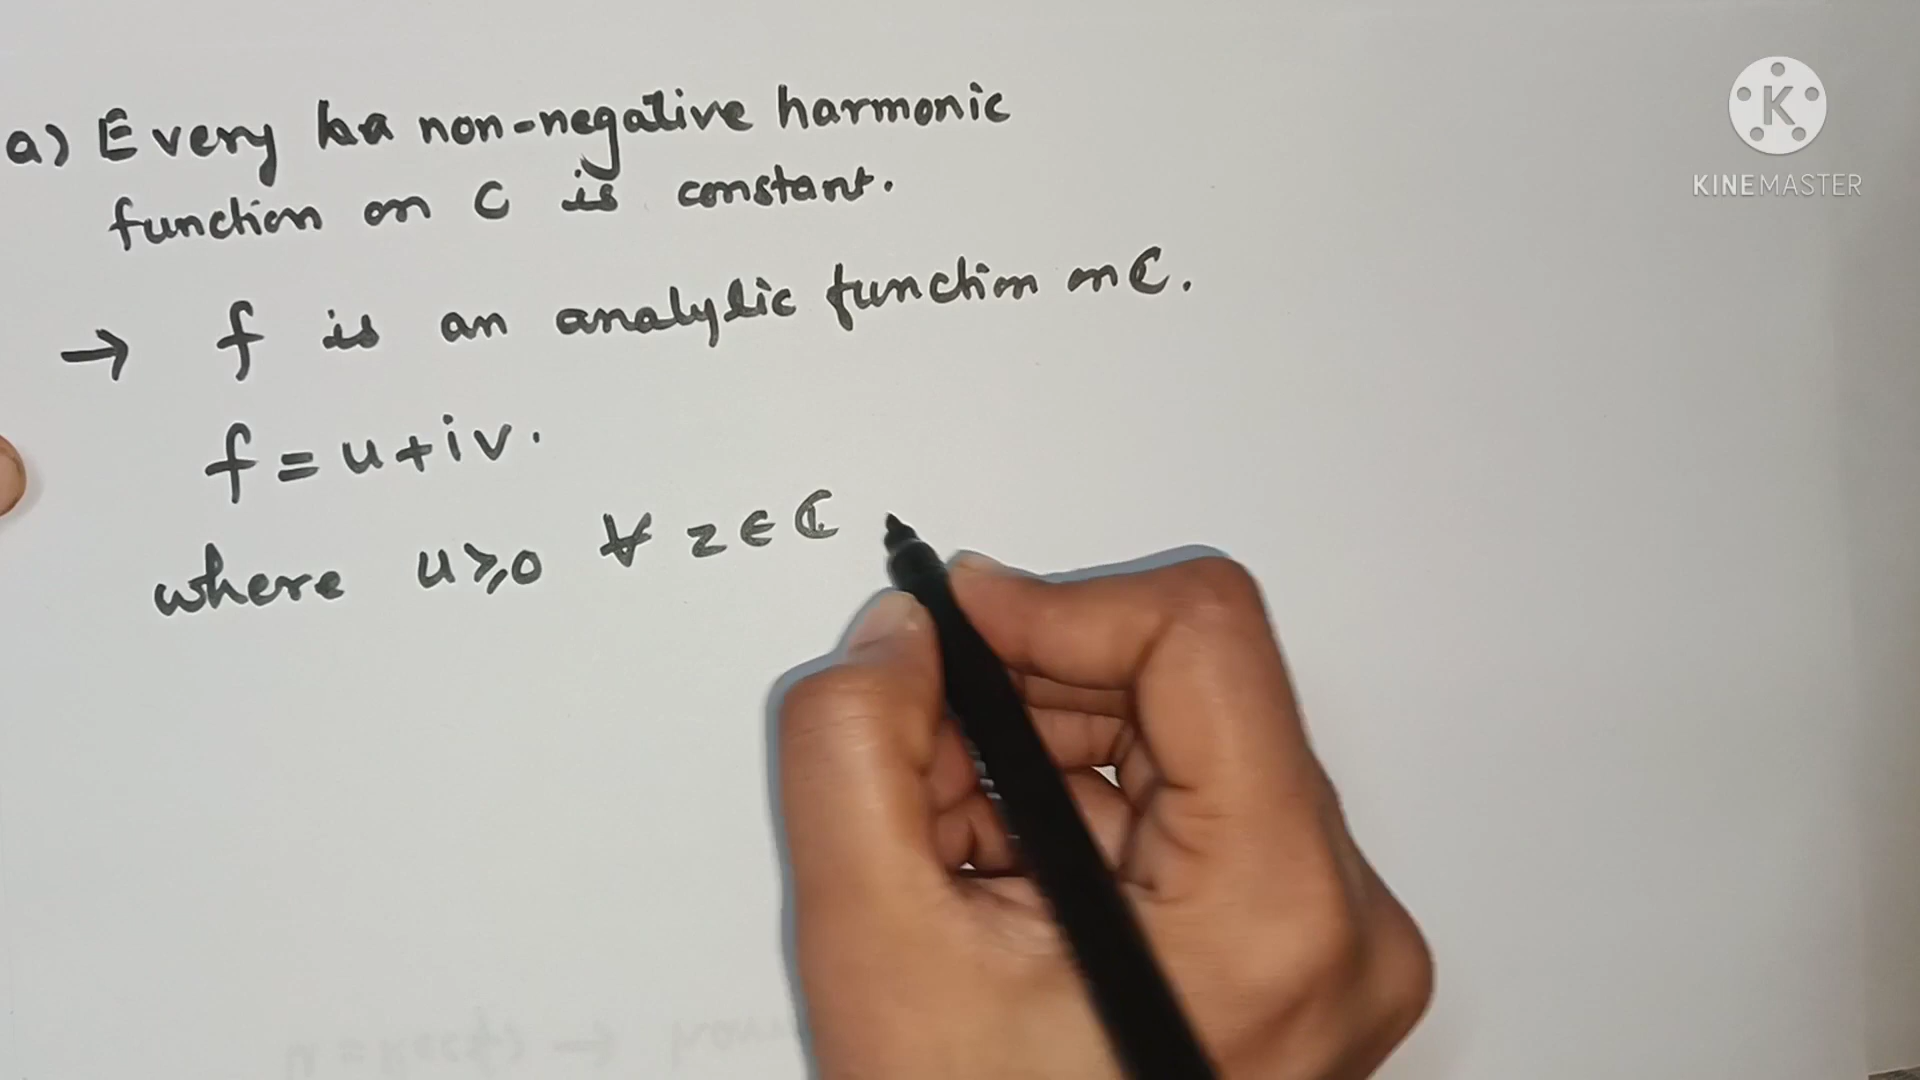 a) Every ha non-negative harmonic
function on C is constant.
→ f is an analytic function on ℂ.
f = u + iv.
where u ⩾ 0 ∀ z ∈ ℂ
K
KINEMASTER